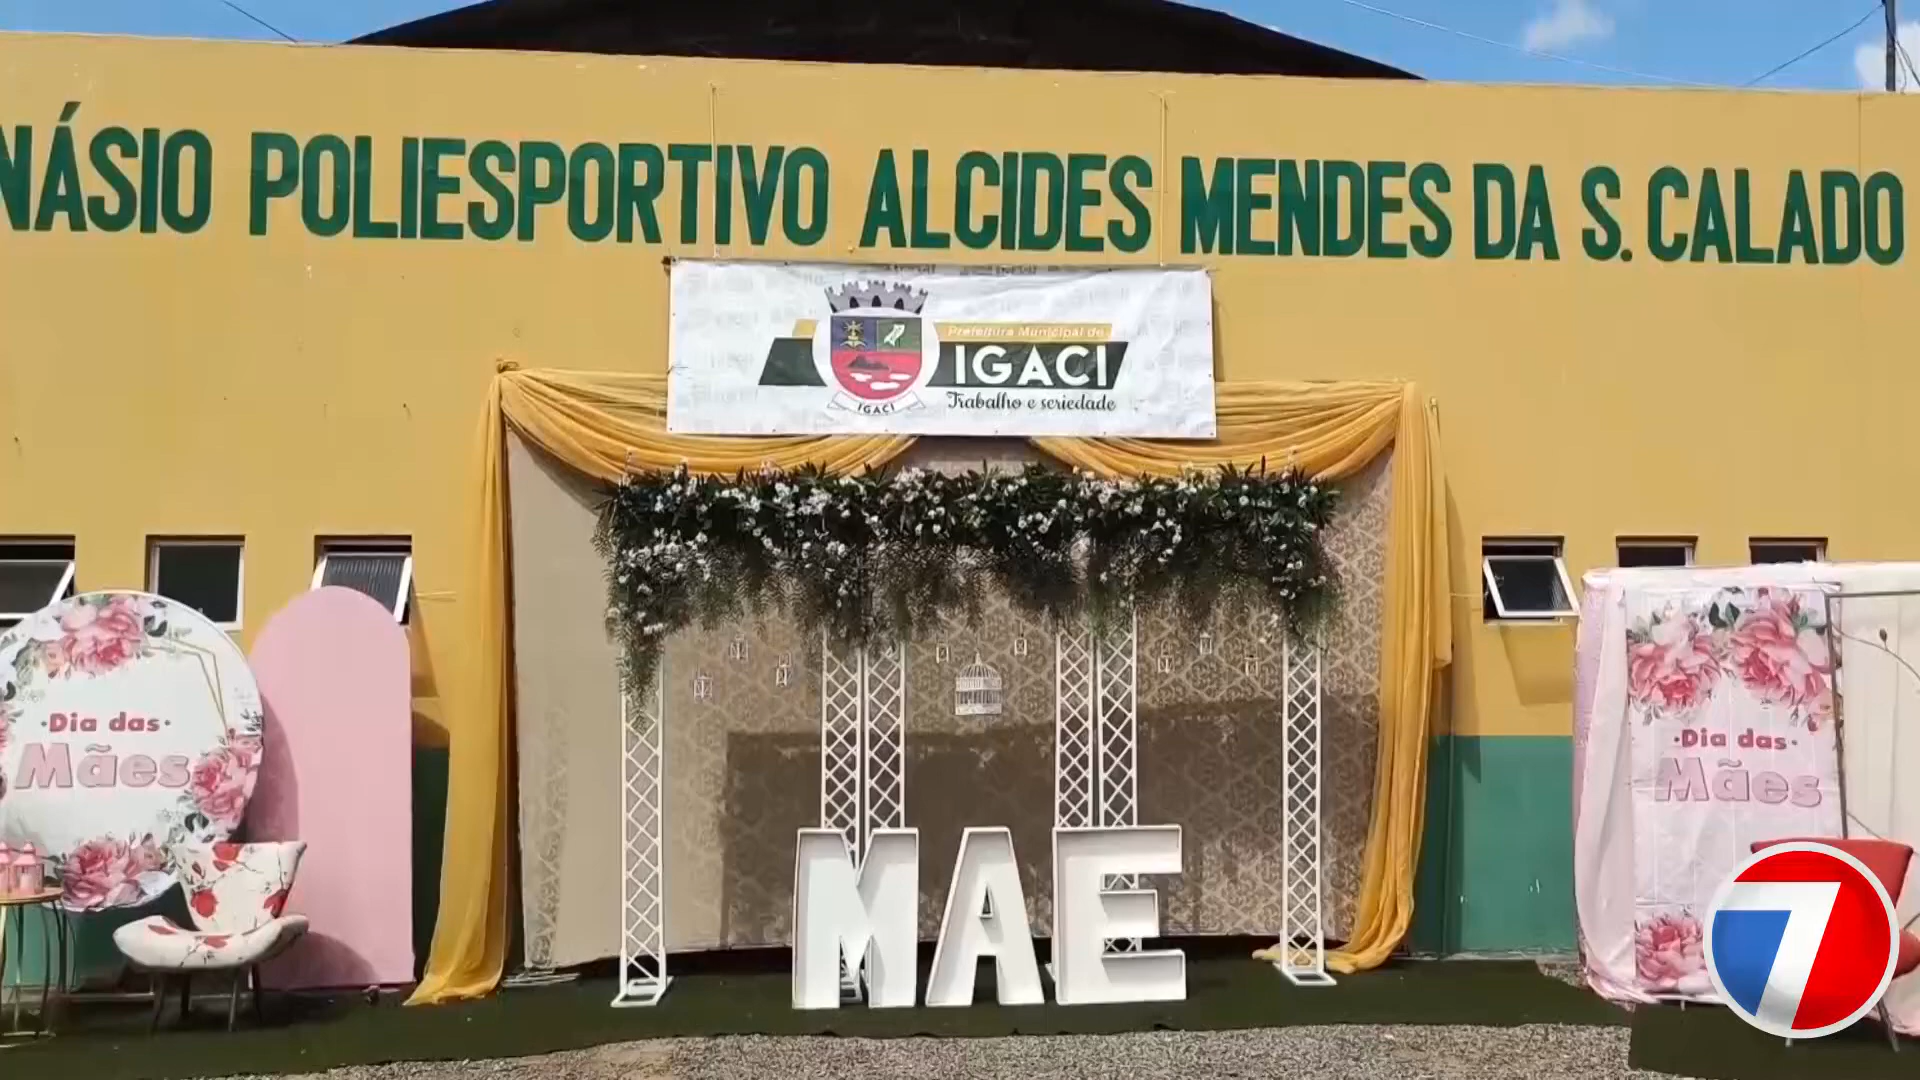 NÁSIO POLIESPORTIVO ALCIDES MENDES DA S. CALADO
Prefeitura Municipal de
IGACI
Trabalho e seriedade
IGACI
·Dia das·
Mães
·Dia das·
Mães
MAE
7